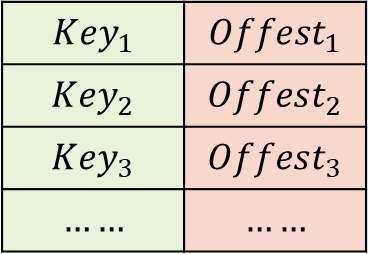 Key₁ Offest₁
Key₂ Offest₂
Key₃ Offest₃
...... ......